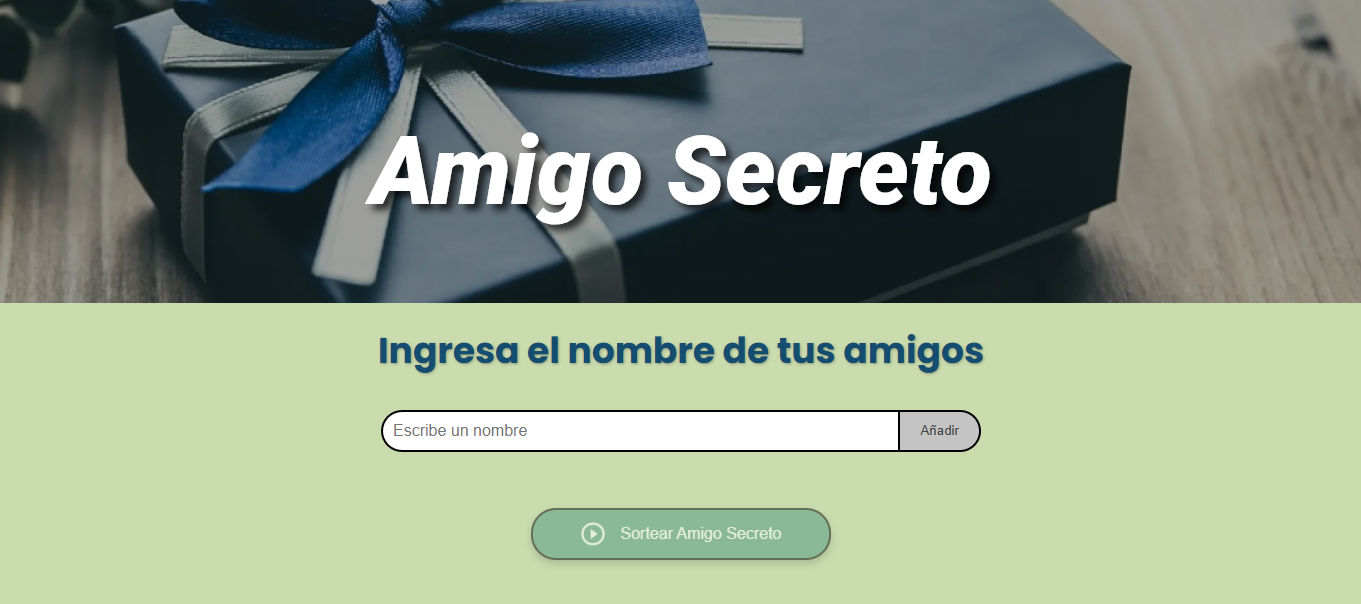 Amigo Secreto
Ingresa el nombre de tus amigos
Escribe un nombre
Añadir
Sortear Amigo Secreto